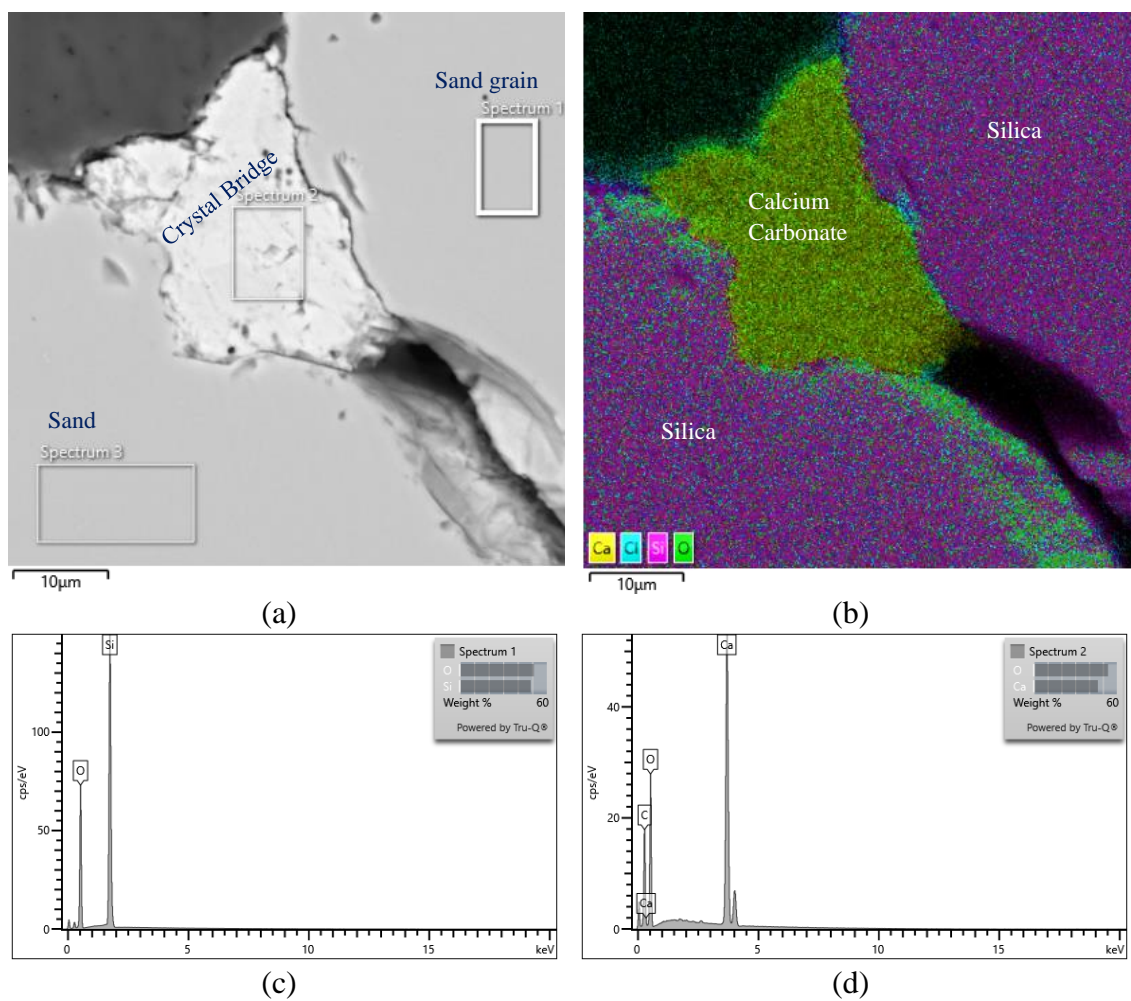 Sand grain
Spectrum 1
Crystal Bridge
Spectrum 2
Sand
Spectrum 3
10µm
(a)
Silica
Calcium
Carbonate
Silica
Ca Cl Si O
10µm
(b)
Si
O
cps/eV
100
50
0
0 5 10 15 keV
Spectrum 1
O
Si
Weight % 60
Powered by Tru-Q®
(c)
Ca
O
C
Ca
cps/eV
40
20
0
0 5 10 15 keV
Spectrum 2
O
Ca
Weight % 60
Powered by Tru-Q®
(d)